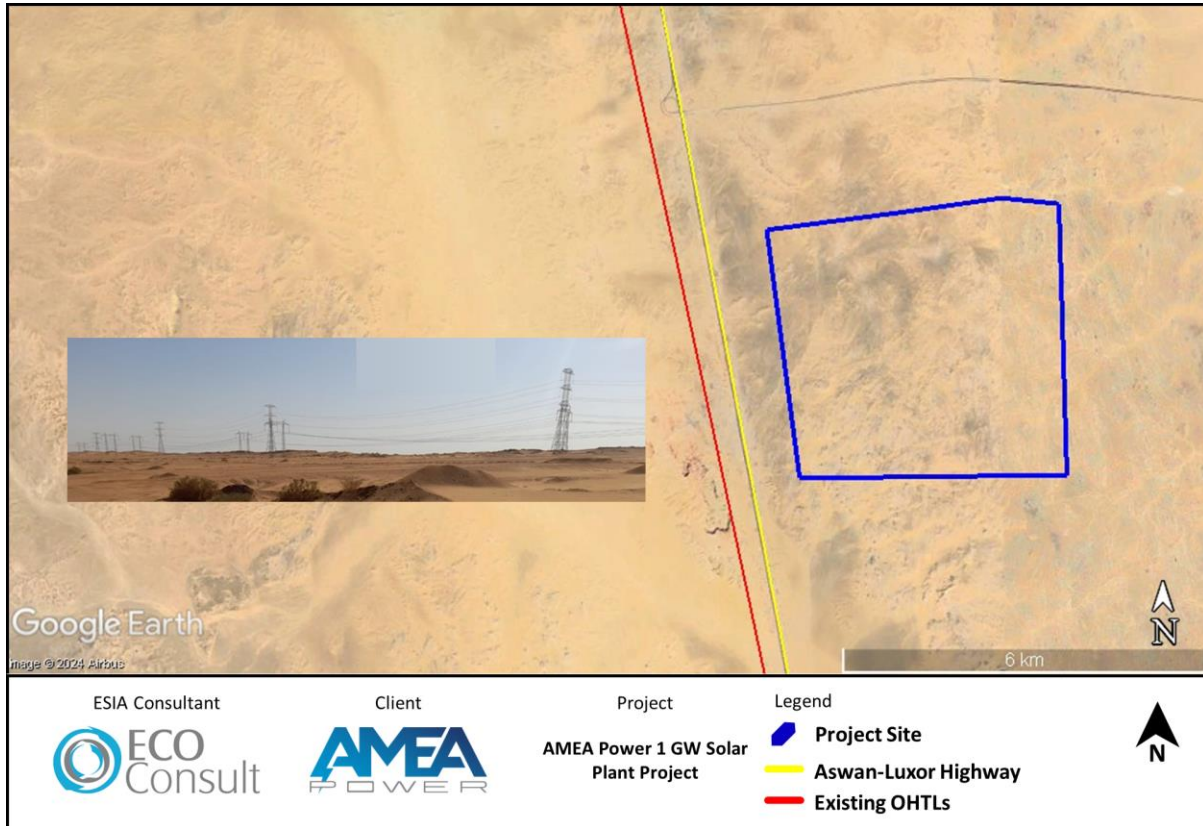 Google Earth
Image © 2024 Airbus
6 km
N
ESIA Consultant
ECO
Consult
Client
AMEA
POWER
Project
AMEA Power 1 GW Solar
Plant Project
Legend
Project Site
Aswan-Luxor Highway
Existing OHTLs
N